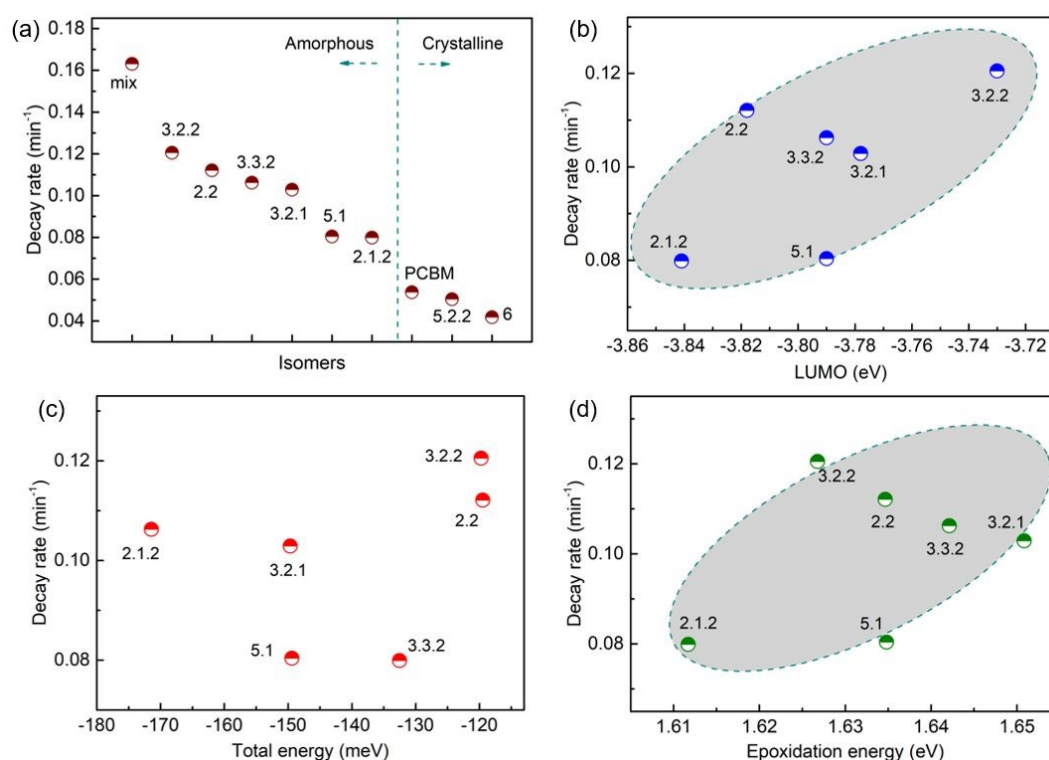 (a)
0.18
0.16
0.14
0.12
0.10
0.08
0.06
0.04
Decay rate (min⁻¹)
Amorphous
Crystalline
mix
3.2.2
2.2
3.3.2
3.2.1
5.1
2.1.2
PCBM
5.2.2
6
Isomers
(b)
0.12
0.10
0.08
Decay rate (min⁻¹)
3.2.2
2.2
3.3.2
3.2.1
2.1.2
5.1
-3.86 -3.84 -3.82 -3.80 -3.78 -3.76 -3.74 -3.72
LUMO (eV)
(c)
0.12
0.10
0.08
Decay rate (min⁻¹)
3.2.2
2.2
2.1.2
3.2.1
5.1
3.3.2
-180 -170 -160 -150 -140 -130 -120
Total energy (meV)
(d)
0.12
0.10
0.08
Decay rate (min⁻¹)
3.2.2
2.2
3.3.2
3.2.1
2.1.2
5.1
1.61 1.62 1.63 1.64 1.65
Epoxidation energy (eV)